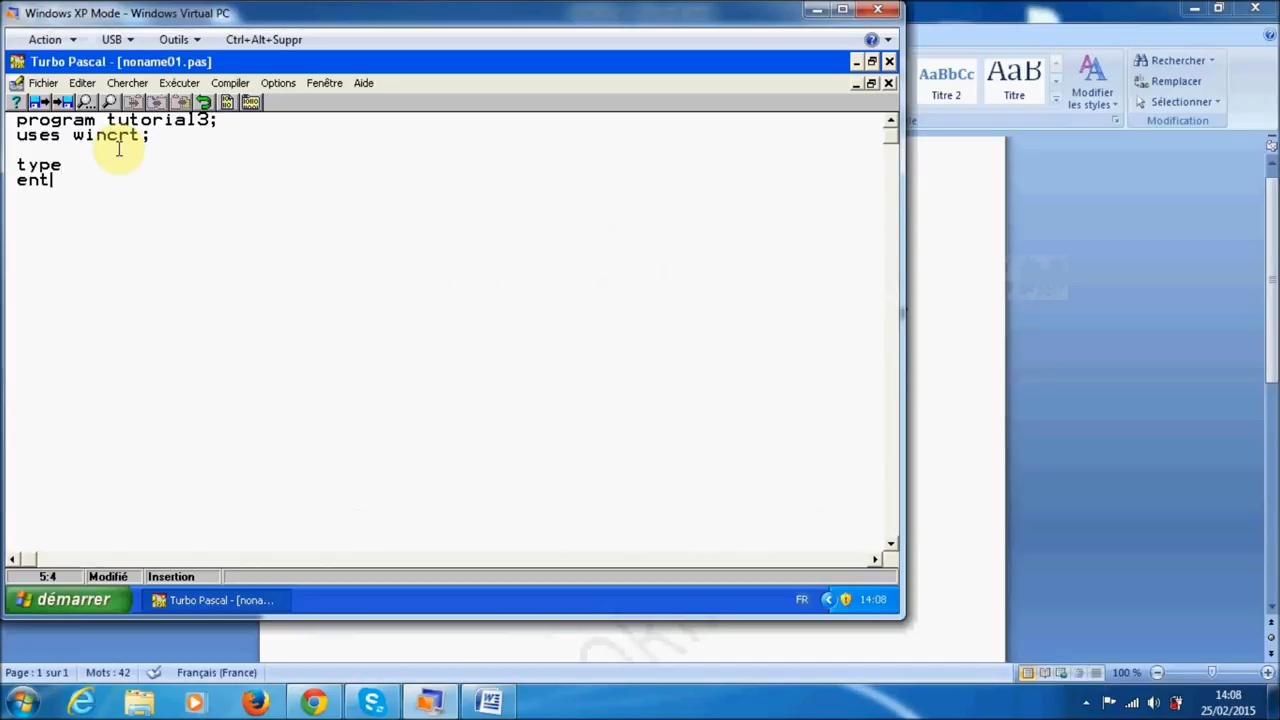 Windows XP Mode - Windows Virtual PC
Action USB Outils Ctrl+Alt+Suppr
Turbo Pascal - [noname01.pas]
Fichier Editer Chercher Exécuter Compiler Options Fenêtre Aide
program tutorial3;
uses wincrt;
type
ent
5:4 Modifié Insertion
démarrer Turbo Pascal - [nona... FR 14:08
AaBbCc AaB
Titre 2 Titre
Modifier
les styles
Rechercher
Remplacer
Sélectionner
Modification
Page : 1 sur 1 Mots : 42 Français (France) 100 %
14:08
25/02/2015